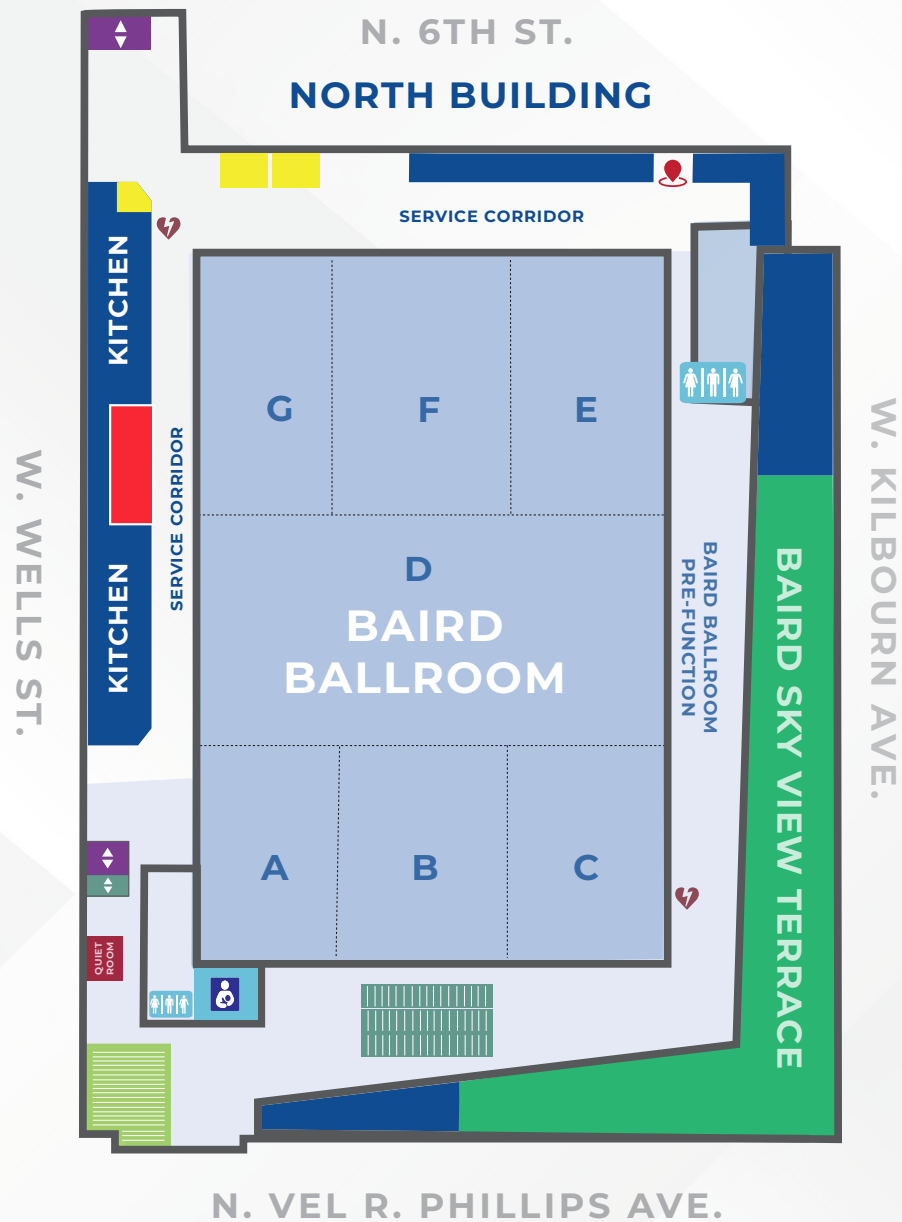 N. 6TH ST.
NORTH BUILDING
SERVICE CORRIDOR
KITCHEN
SERVICE CORRIDOR
KITCHEN
W. WELLS ST.
G
F
E
D
BAIRD
BALLROOM
A
B
C
BAIRD BALLROOM
PRE-FUNCTION
BAIRD SKY VIEW TERRACE
W. KILBOURN AVE.
QUIET
ROOM
N. VEL R. PHILLIPS AVE.